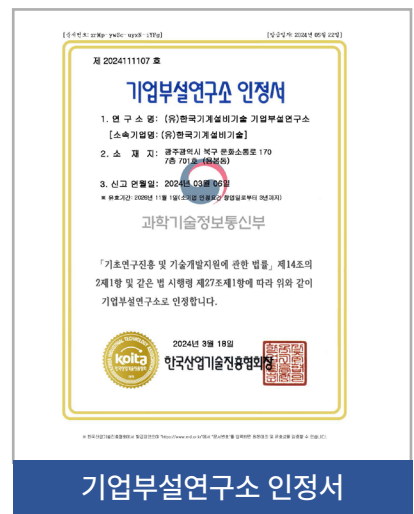 제 2024111107 호
기업부설연구소 인정서
1. 연 구 소 명: (유)한국기계설비기술 기업부설연구소
[소속기업명: (유)한국기계설비기술]
2. 소 재 지: 광주광역시 북구 문화소통로 170
7층 701호 (용봉동)
3. 신고 연월일: 2024년 03월 06일
과학기술정보통신부
「기초연구진흥 및 기술개발지원에 관한 법률」제14조의
2제1항 및 같은 법 시행령 제27조제1항에 따라 위와 같이
기업부설연구소로 인정합니다.
2024년 3월 18일
koita
한국산업기술진흥협회장
기업부설연구소 인정서